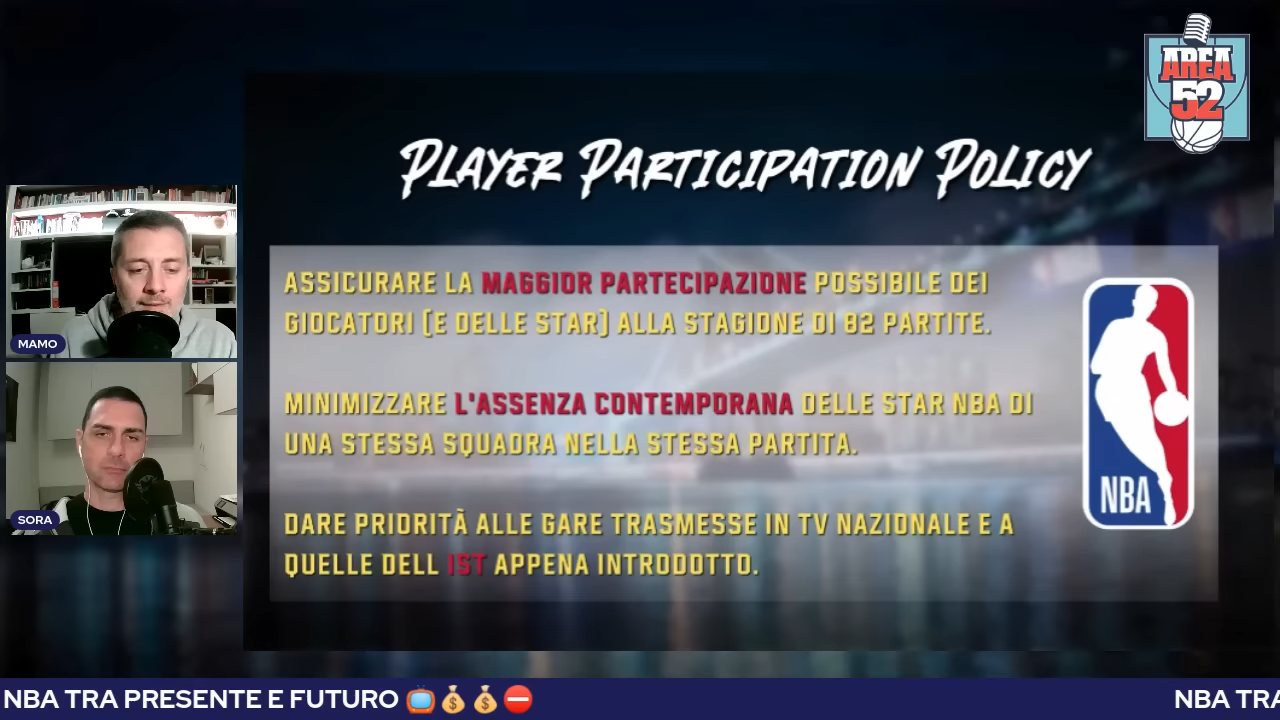 AREA
52
PLAYER PARTICIPATION POLICY
ASSICURARE LA MAGGIOR PARTECIPAZIONE POSSIBILE DEI
GIOCATORI (E DELLE STAR) ALLA STAGIONE DI 82 PARTITE.
MINIMIZZARE L'ASSENZA CONTEMPORANA DELLE STAR NBA DI
UNA STESSA SQUADRA NELLA STESSA PARTITA.
DARE PRIORITÀ ALLE GARE TRASMESSE IN TV NAZIONALE E A
QUELLE DELL IST APPENA INTRODOTTO.
NBA
MAMO
SORA
NBA TRA PRESENTE E FUTURO 📺💰💰⛔
NBA TRA